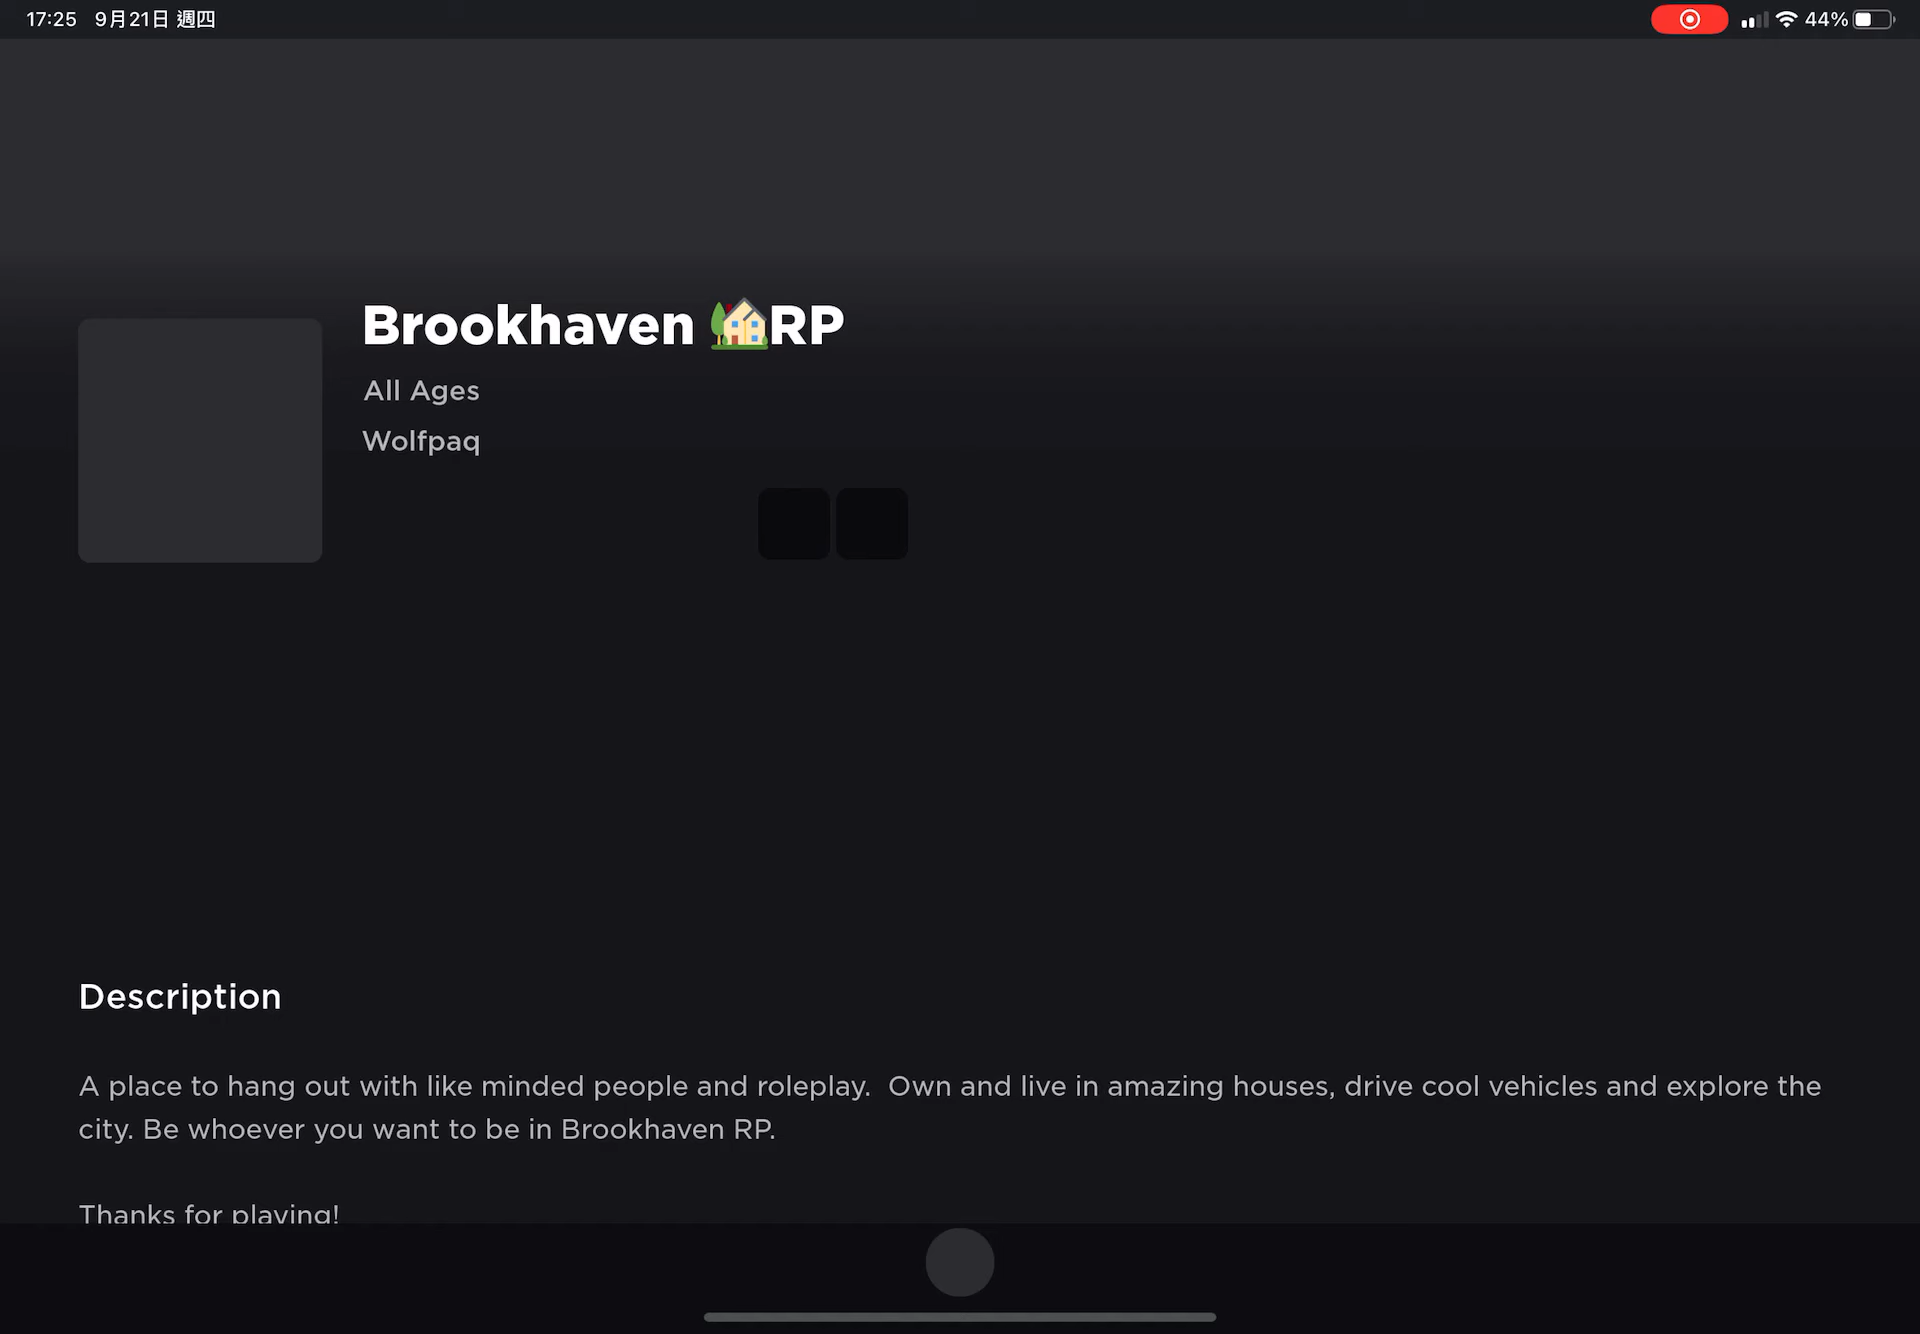 17:25 9月21日 週四
44%
Brookhaven 🏡RP
All Ages
Wolfpaq
Description
A place to hang out with like minded people and roleplay.  Own and live in amazing houses, drive cool vehicles and explore the
city. Be whoever you want to be in Brookhaven RP.
Thanks for playing!